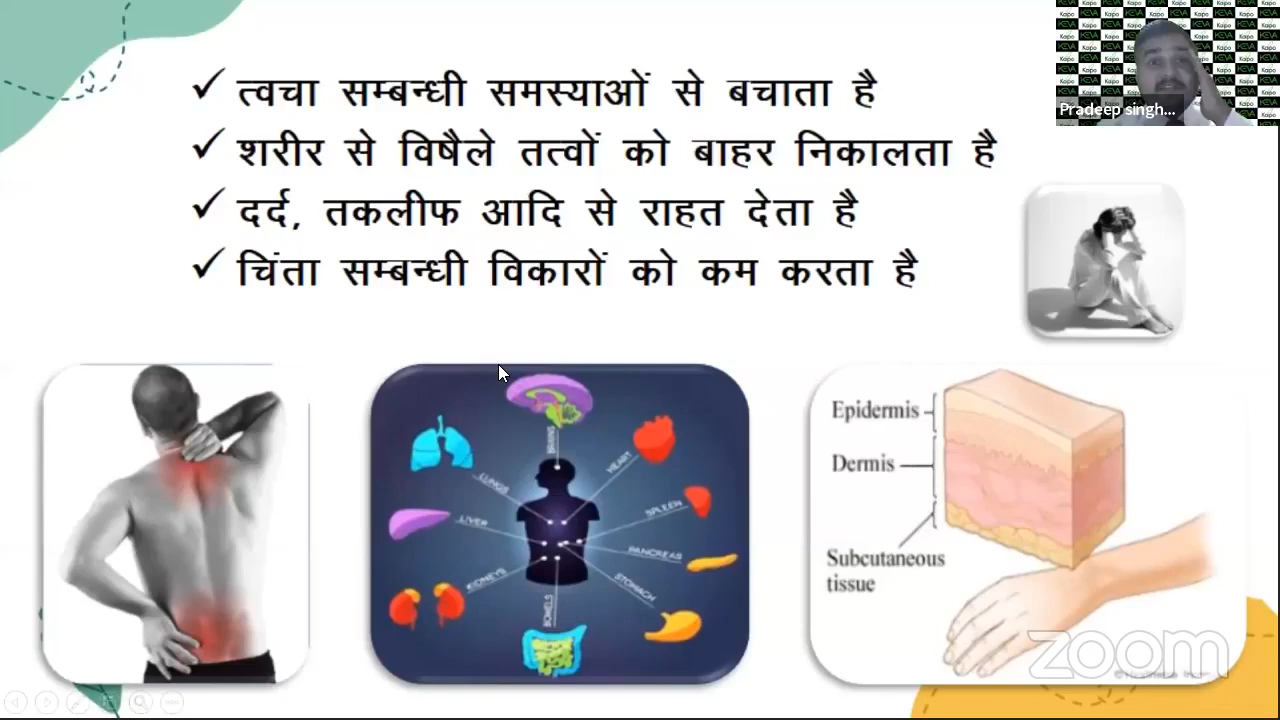 ✓ त्वचा सम्बन्धी समस्याओं से बचाता है
✓ शरीर से विषैले तत्वों को बाहर निकालता है
✓ दर्द, तकलीफ आदि से राहत देता है
✓ चिंता सम्बन्धी विकारों को कम करता है
Pradeep singh...
BRAINS
HEART
LUNGS
SPLEEN
LIVER
PANCREAS
KIDNEYS
STOMACH
BOWELS
Epidermis
Dermis
Subcutaneous
tissue
zoom